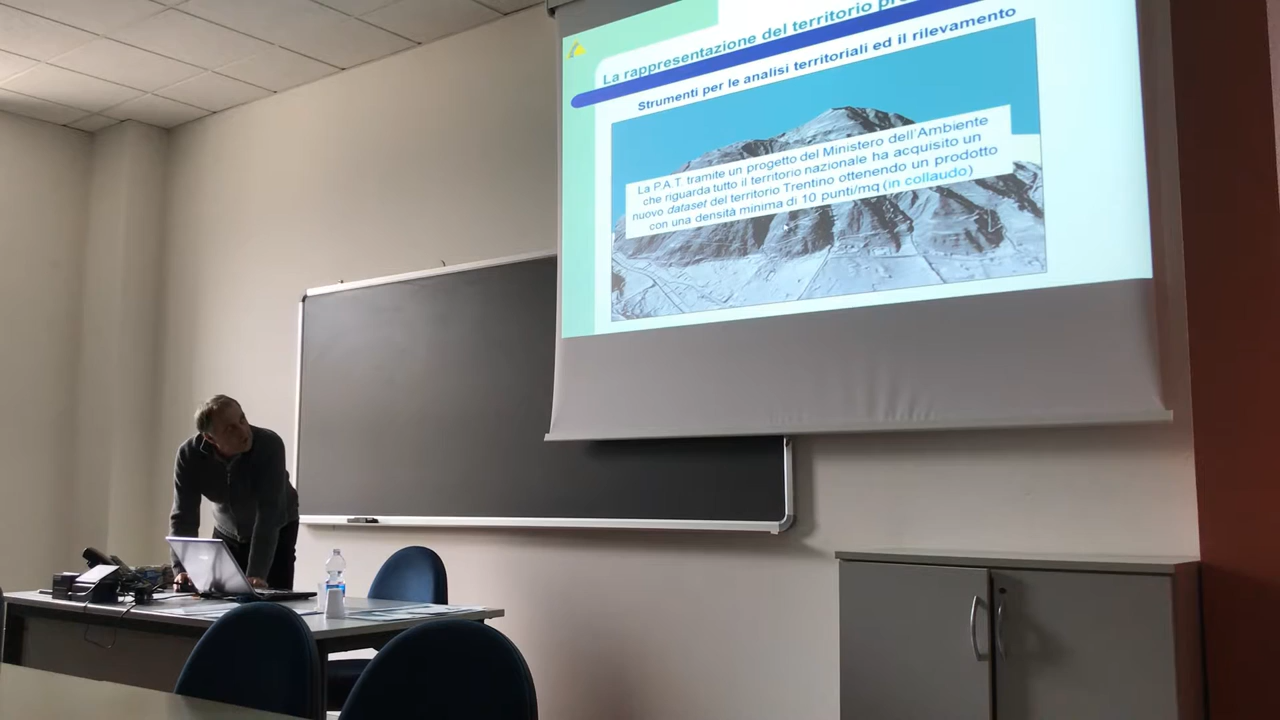 La rappresentazione del territorio
Strumenti per le analisi territoriali ed il rilevamento
La P.A.T. tramite un progetto del Ministero dell'Ambiente
che riguarda tutto il territorio nazionale ha acquisito un
nuovo dataset del territorio Trentino ottenendo un prodotto
con una densità minima di 10 punti/mq (in collaudo)